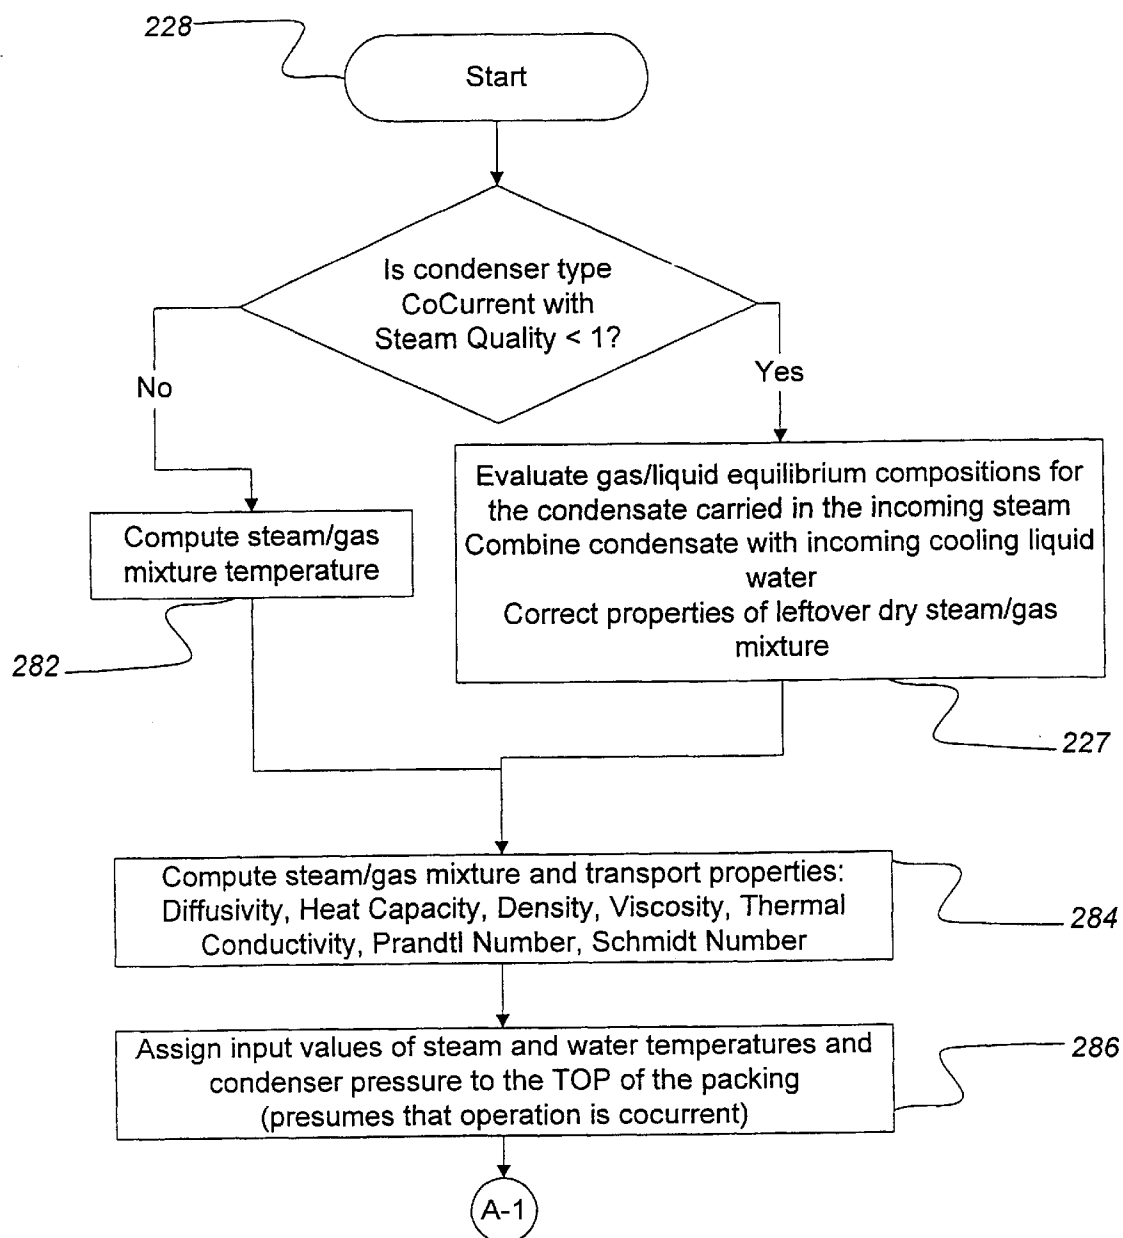 228
Start
Is condenser type
CoCurrent with
Steam Quality < 1?
No
Yes
Compute steam/gas
mixture temperature
Evaluate gas/liquid equilibrium compositions for
the condensate carried in the incoming steam
Combine condensate with incoming cooling liquid
water
Correct properties of leftover dry steam/gas
mixture
282
227
Compute steam/gas mixture and transport properties:
Diffusivity, Heat Capacity, Density, Viscosity, Thermal
Conductivity, Prandtl Number, Schmidt Number
284
Assign input values of steam and water temperatures and
condenser pressure to the TOP of the packing
(presumes that operation is cocurrent)
286
A-1